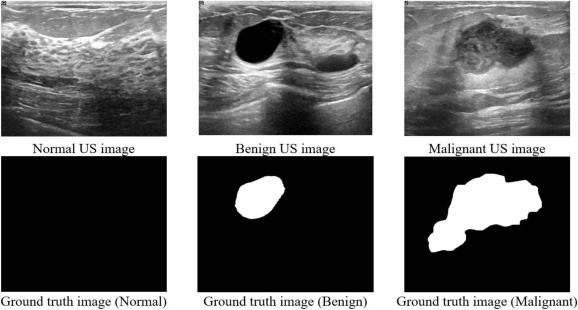 Normal US image
Benign US image
Malignant US image
Ground truth image (Normal)
Ground truth image (Benign)
Ground truth image (Malignant)